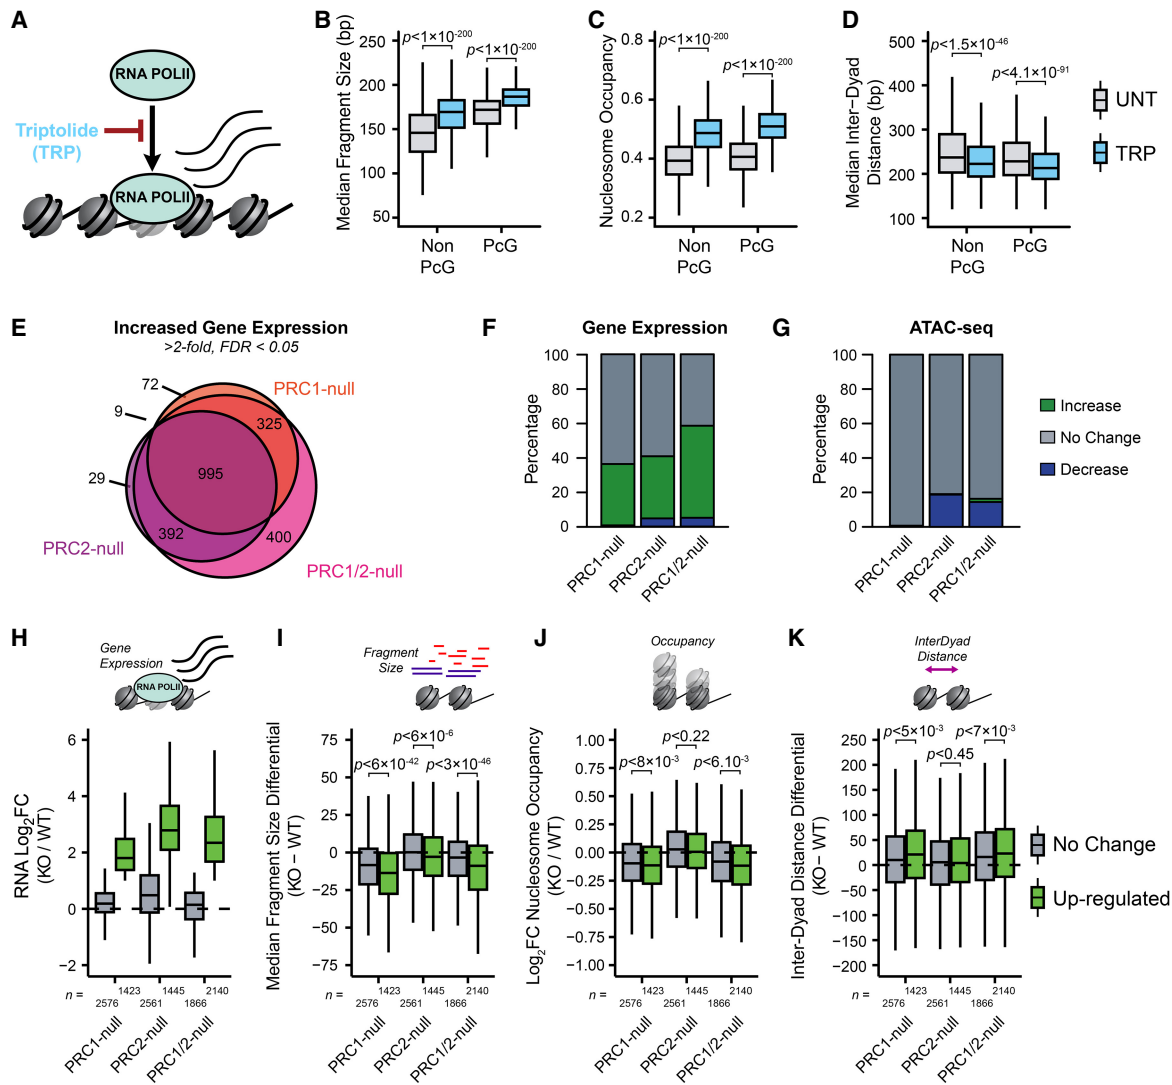 A
RNA POLII
Triptolide
(TRP)
RNA POLII
B
Median Fragment Size (bp)
250
200
150
100
50
p<1×10-200
p<1×10-200
Non
PcG
PcG
C
Nucleosome Occupancy
0.8
0.6
0.4
0.2
p<1×10-200
p<1×10-200
Non
PcG
PcG
D
Median Inter−Dyad
Distance (bp)
500
400
300
200
100
p<1.5×10-46
p<4.1×10-91
Non
PcG
PcG
UNT
TRP
E
Increased Gene Expression
>2-fold, FDR < 0.05
72
PRC1-null
9
325
995
29
392
400
PRC2-null
PRC1/2-null
F
Gene Expression
Percentage
100
80
60
40
20
0
PRC1-null
PRC2-null
PRC1/2-null
G
ATAC-seq
Percentage
100
80
60
40
20
0
PRC1-null
PRC2-null
PRC1/2-null
Increase
No Change
Decrease
H
Gene
Expression
RNA POLII
RNA Log2FC
(KO / WT)
6
4
2
0
−2
n =
2576
1423
2561
1445
1866
2140
PRC1-null
PRC2-null
PRC1/2-null
I
Fragment
Size
Median Fragment Size Differential
(KO − WT)
75
50
25
0
−25
−50
−75
p<6×10-42
p<6×10-6
p<3×10-46
n =
2576
1423
2561
1445
1866
2140
PRC1-null
PRC2-null
PRC1/2-null
J
Occupancy
Log2FC Nucleosome Occupancy
(KO / WT)
1.00
0.75
0.50
0.25
0.00
−0.25
−0.50
−0.75
−1.00
p<8×10-3
p<0.22
p<6.10-3
n =
2576
1423
2561
1445
1866
2140
PRC1-null
PRC2-null
PRC1/2-null
K
InterDyad
Distance
Inter-Dyad Distance Differential
(KO − WT)
250
200
150
100
50
0
−50
−100
−150
−200
p<5×10-3
p<0.45
p<7×10-3
n =
2576
1423
2561
1445
1866
2140
PRC1-null
PRC2-null
PRC1/2-null
No Change
Up-regulated